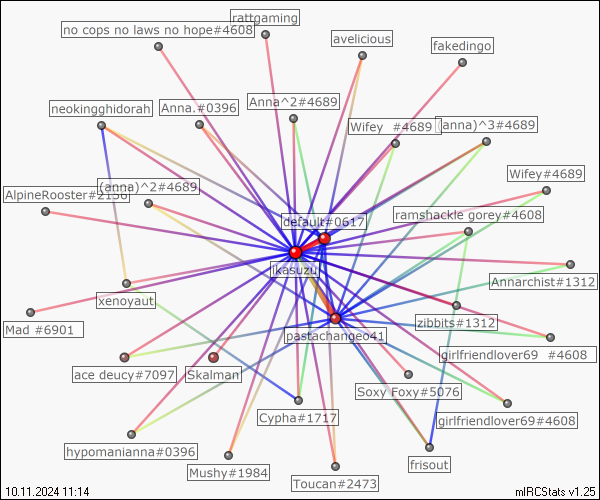 rattgaming
no cops no laws no hope#4608
avelicious
fakedingo
neokingghidorah
Anna.#0396
Anna^2#4689
Wifey  #4689
(anna)^3#4689
Wifey#4689
AlpineRooster#2156
(anna)^2#4689
ramshackle gorey#4608
default#0617
ikasuzu
Annarchist#1312
xenoyaut
Mad #6901
pastachangeo41
zibbits#1312
girlfriendlover69  #4608
ace deucy#7097
Skalman
Soxy Foxy#5076
Cypha#1717
girlfriendlover69#4608
hypomanianna#0396
Mushy#1984
Toucan#2473
frisout
10.11.2024 11:14
mIRCStats v1.25